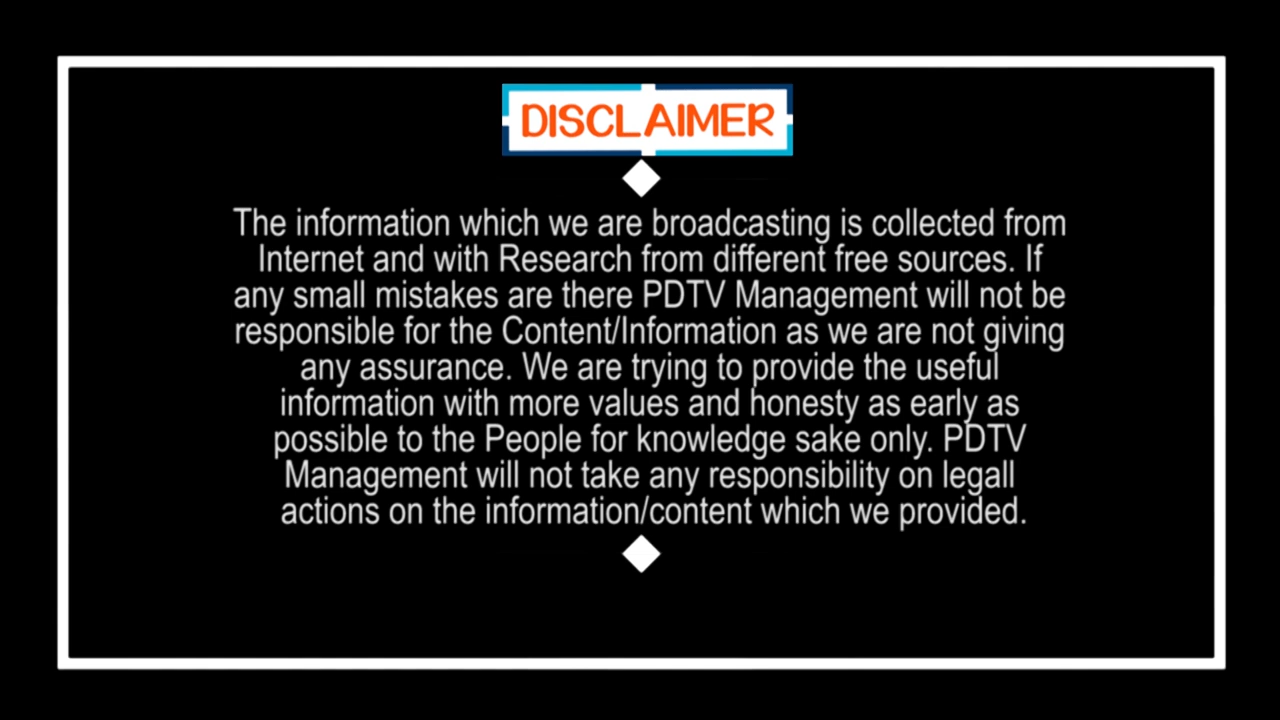 DISCLAIMER
The information which we are broadcasting is collected from
Internet and with Research from different free sources. If
any small mistakes are there PDTV Management will not be
responsible for the Content/Information as we are not giving
any assurance. We are trying to provide the useful
information with more values and honesty as early as
possible to the People for knowledge sake only. PDTV
Management will not take any responsibility on legall
actions on the information/content which we provided.